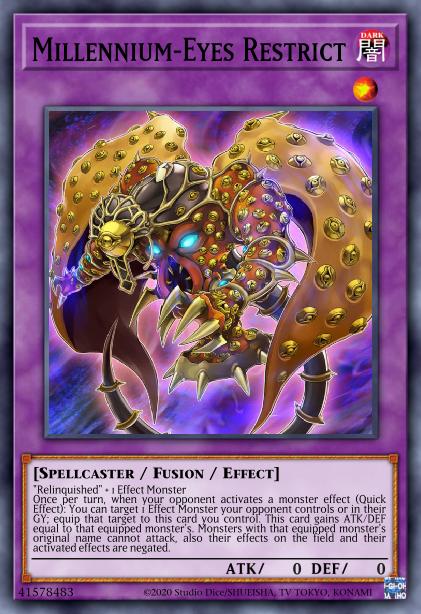 MILLENNIUM-EYES RESTRICT
DARK
闇
[SPELLCASTER / FUSION / EFFECT]
"Relinquished" + 1 Effect Monster
Once per turn, when your opponent activates a monster effect (Quick
Effect): You can target 1 Effect Monster your opponent controls or in their
GY; equip that target to this card you control. This card gains ATK/DEF
equal to that equipped monster's. Monsters with that equipped monster's
original name cannot attack, also their effects on the field and their
activated effects are negated.
ATK/ 0 DEF/ 0
41578483
©2020 Studio Dice/SHUEISHA, TV TOKYO, KONAMI